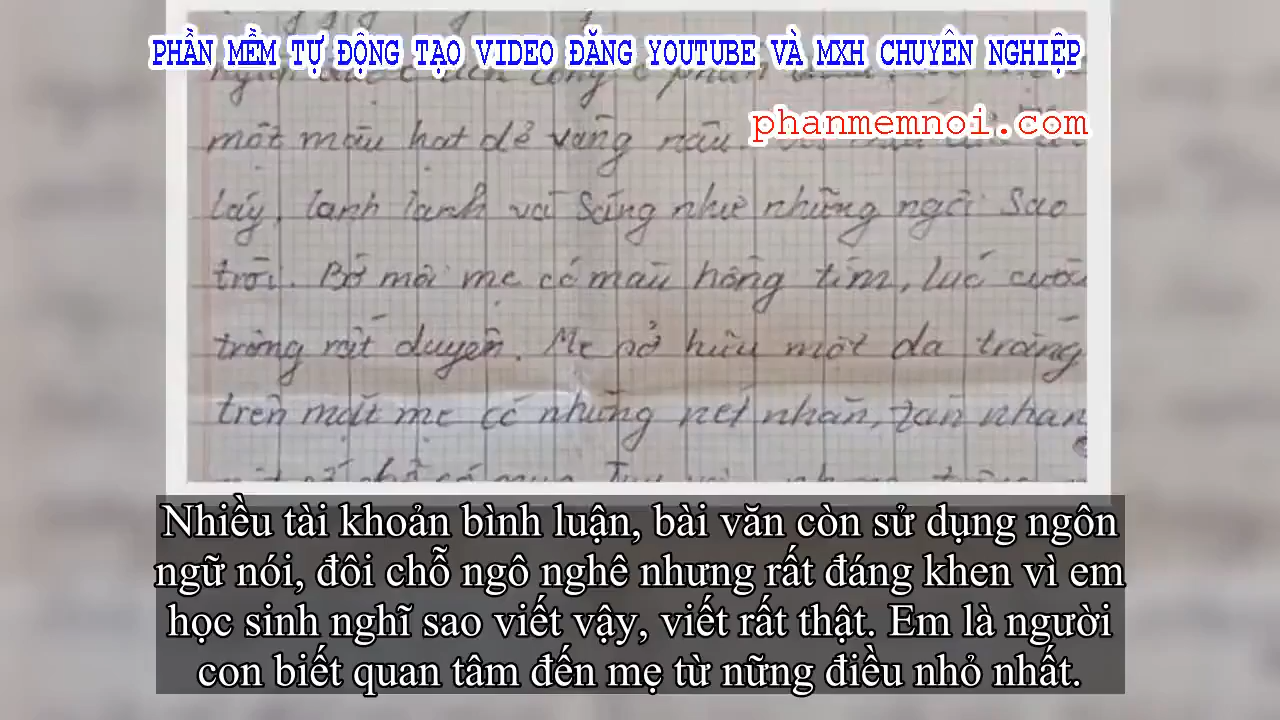 PHẦN MỀM TỰ ĐỘNG TẠO VIDEO ĐĂNG YOUTUBE VÀ MXH CHUYÊN NGHIỆP
phanmemnoi.com
một màu hạt dẻ vàng nâu.
láy, lanh lanh và sáng như những ngôi sao
trời. Bờ môi mẹ có màu hồng tím, lúc cười
trông rất duyên. Mẹ sở hữu một da trắng
trên mặt mẹ có những nét nhăn, tàn nhan
Nhiều tài khoản bình luận, bài văn còn sử dụng ngôn
ngữ nói, đôi chỗ ngô nghê nhưng rất đáng khen vì em
học sinh nghĩ sao viết vậy, viết rất thật. Em là người
con biết quan tâm đến mẹ từ nững điều nhỏ nhất.